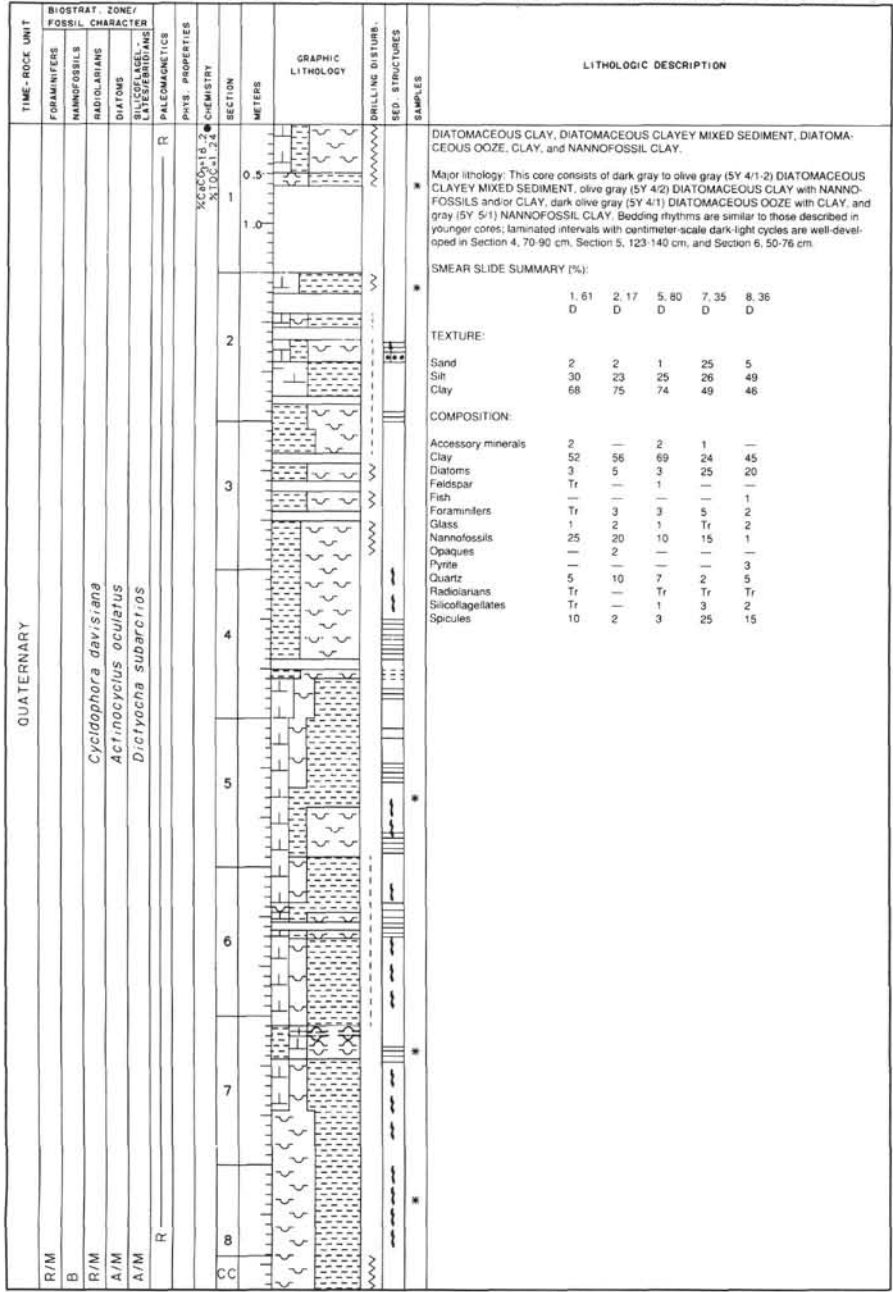 TIME-ROCK UNIT
BIOSTRAT. ZONE/
FOSSIL CHARACTER
FORAMINIFERS
NANNOFOSSILS
RADIOLARIANS
DIATOMS
SILICOFLAGEL-
LATES/EBRIDIANS
PALEOMAGNETICS
PHYS. PROPERTIES
CHEMISTRY
SECTION
METERS
GRAPHIC
LITHOLOGY
DRILLING DISTURB.
SED. STRUCTURES
SAMPLES
LITHOLOGIC DESCRIPTION
QUATERNARY
R/M
B
R/M
Cycldophora davisiana
A/M
Actinocyclus oculatus
A/M
Dictyocha subarctios
R
R
%CaCO3=16.2
%TOC=1.24
0.5
1.0
1
2
3
4
5
6
7
8
CC
*
*
*
*
*
DIATOMACEOUS CLAY, DIATOMACEOUS CLAYEY MIXED SEDIMENT, DIATOMA-
CEOUS OOZE, CLAY, and NANNOFOSSIL CLAY.
Major lithology: This core consists of dark gray to olive gray (5Y 4/1-2) DIATOMACEOUS
CLAYEY MIXED SEDIMENT, olive gray (5Y 4/2) DIATOMACEOUS CLAY with NANNO-
FOSSILS and/or CLAY, dark olive gray (5Y 4/1) DIATOMACEOUS OOZE with CLAY, and
gray (5Y 5/1) NANNOFOSSIL CLAY. Bedding rhythms are similar to those described in
younger cores; laminated intervals with centimeter-scale dark-light cycles are well-devel-
oped in Section 4, 70-90 cm, Section 5, 123-140 cm, and Section 6, 50-76 cm.
SMEAR SLIDE SUMMARY (%):
1, 61 2, 17 5, 80 7, 35 8, 36
D D D D D
TEXTURE:
Sand 2 2 1 25 5
Silt 30 23 25 26 49
Clay 68 75 74 49 46
COMPOSITION:
Accessory minerals 2 — 2 1 —
Clay 52 56 69 24 45
Diatoms 3 5 3 25 20
Feldspar Tr — 1 — —
Fish — — — — 1
Foraminifers Tr 3 3 5 2
Glass 1 2 1 Tr 2
Nannofossils 25 20 10 15 1
Opaques — 2 — — —
Pyrite — — — — 3
Quartz 5 10 7 2 5
Radiolarians Tr — Tr Tr Tr
Silicoflagellates Tr — 1 3 2
Spicules 10 2 3 25 15